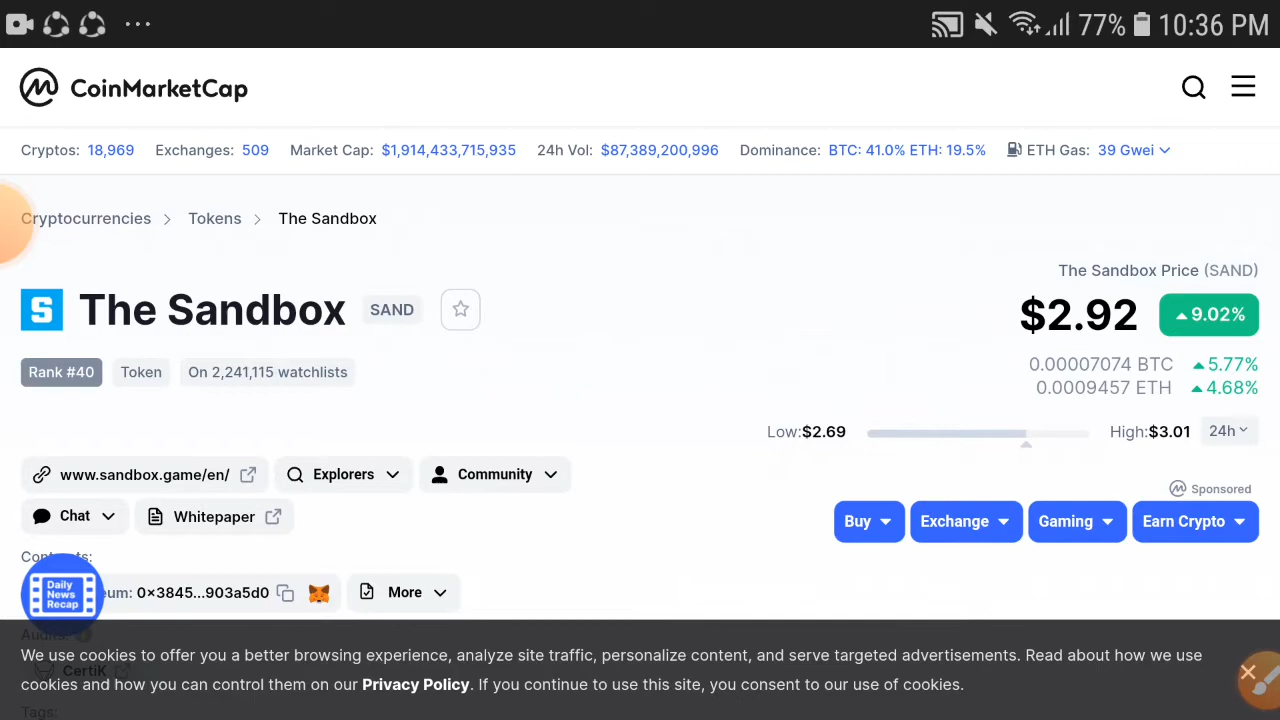 77% 10:36 PM
CoinMarketCap
Cryptos: 18,969 Exchanges: 509 Market Cap: $1,914,433,715,935 24h Vol: $87,389,200,996 Dominance: BTC: 41.0% ETH: 19.5% ETH Gas: 39 Gwei
Cryptocurrencies > Tokens > The Sandbox
The Sandbox Price (SAND)
S The Sandbox SAND
$2.92 9.02%
Rank #40 Token On 2,241,115 watchlists
0.00007074 BTC 5.77%
0.0009457 ETH 4.68%
Low:$2.69 High:$3.01 24h
www.sandbox.game/en/ Explorers Community
Sponsored
Chat Whitepaper
Buy Exchange Gaming Earn Crypto
Daily
News
Recap
0x3845...903a5d0 More
We use cookies to offer you a better browsing experience, analyze site traffic, personalize content, and serve targeted advertisements. Read about how we use
cookies and how you can control them on our Privacy Policy. If you continue to use this site, you consent to our use of cookies.
CertiK
Tags: